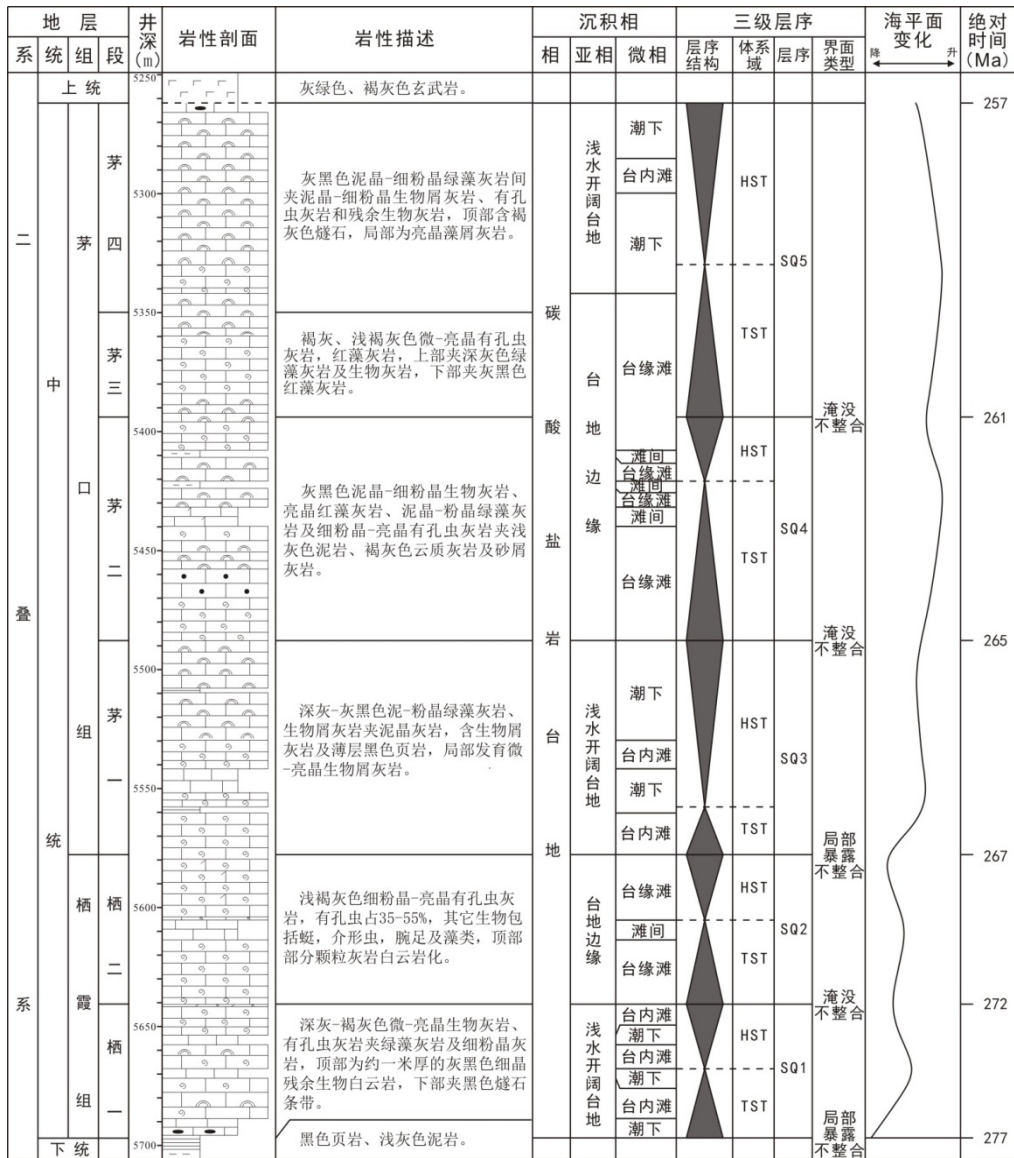 地 层
井深(m)
岩性剖面
岩性描述
沉积相
三级层序
海平面变化
降 升
绝对时间(Ma)
系 统 组 段
相 亚相 微相
层序结构
体系域
层序
界面类型
5250
5300
5350
5400
5450
5500
5550
5600
5650
5700
二叠系
上统
中统
下统
茅口组
栖霞组
茅四
茅三
茅二
茅一
栖二
栖一
灰绿色、褐灰色玄武岩。
灰黑色泥晶-细粉晶绿藻灰岩间
夹泥晶-细粉晶生物屑灰岩、有孔
虫灰岩和残余生物灰岩，顶部含褐
灰色燧石，局部为亮晶藻屑灰岩。
褐灰、浅褐灰色微-亮晶有孔虫
灰岩，红藻灰岩，上部夹深灰色绿
藻灰岩及生物灰岩，下部夹灰黑色
红藻灰岩。
灰黑色泥晶-细粉晶生物灰岩、
亮晶红藻灰岩、泥晶-粉晶绿藻灰
岩及细粉晶-亮晶有孔虫灰岩夹浅
灰色泥岩、褐灰色云质灰岩及砂屑
灰岩。
深灰-灰黑色泥-粉晶绿藻灰岩、
生物屑灰岩夹泥晶灰岩，含生物屑
灰岩及薄层黑色页岩，局部发育微
-亮晶生物屑灰岩。
浅褐灰色细粉晶-亮晶有孔虫灰
岩，有孔虫占35-55%，其它生物包
括蜓，介形虫，腕足及藻类，顶部
部分颗粒灰岩白云岩化。
深灰-褐灰色微-亮晶生物灰岩、
有孔虫灰岩夹绿藻灰岩及细粉晶灰
岩，顶部为约一米厚的灰黑色细晶
残余生物白云岩，下部夹黑色燧石
条带。
黑色页岩、浅灰色泥岩。
碳酸盐岩台地
浅水开阔台地
台地边缘
浅水开阔台地
台地边缘
浅水开阔台地
潮下
台内滩
潮下
台缘滩
滩间
台缘滩
滩间
台缘滩
滩间
台缘滩
潮下
台内滩
潮下
台内滩
台缘滩
滩间
台缘滩
台内滩
潮下
台内滩
潮下
台内滩
潮下
HST
TST
HST
TST
HST
TST
HST
TST
HST
TST
SQ5
SQ4
SQ3
SQ2
SQ1
淹没
不整合
淹没
不整合
局部
暴露
不整合
淹没
不整合
局部
暴露
不整合
257
261
265
267
272
277